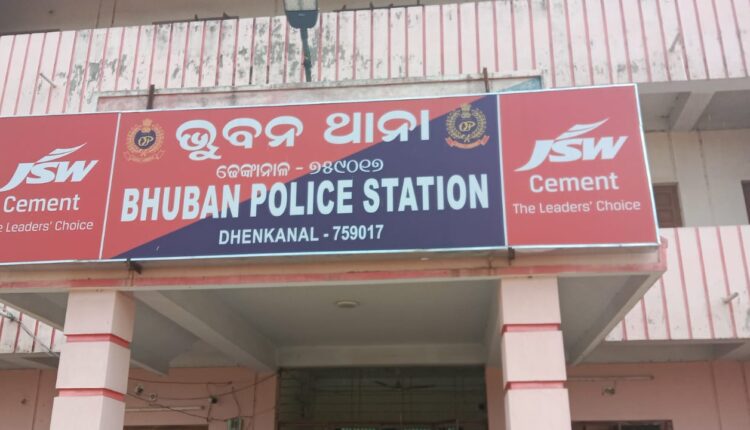 JSW
Cement
The Leaders' Choice
ଭୁବନ ଥାନା
ଢେଙ୍କାନାଳ - ୭୫୯୦୧୭
BHUBAN POLICE STATION
DHENKANAL - 759017
JSW
Cement
The Leaders' Choice